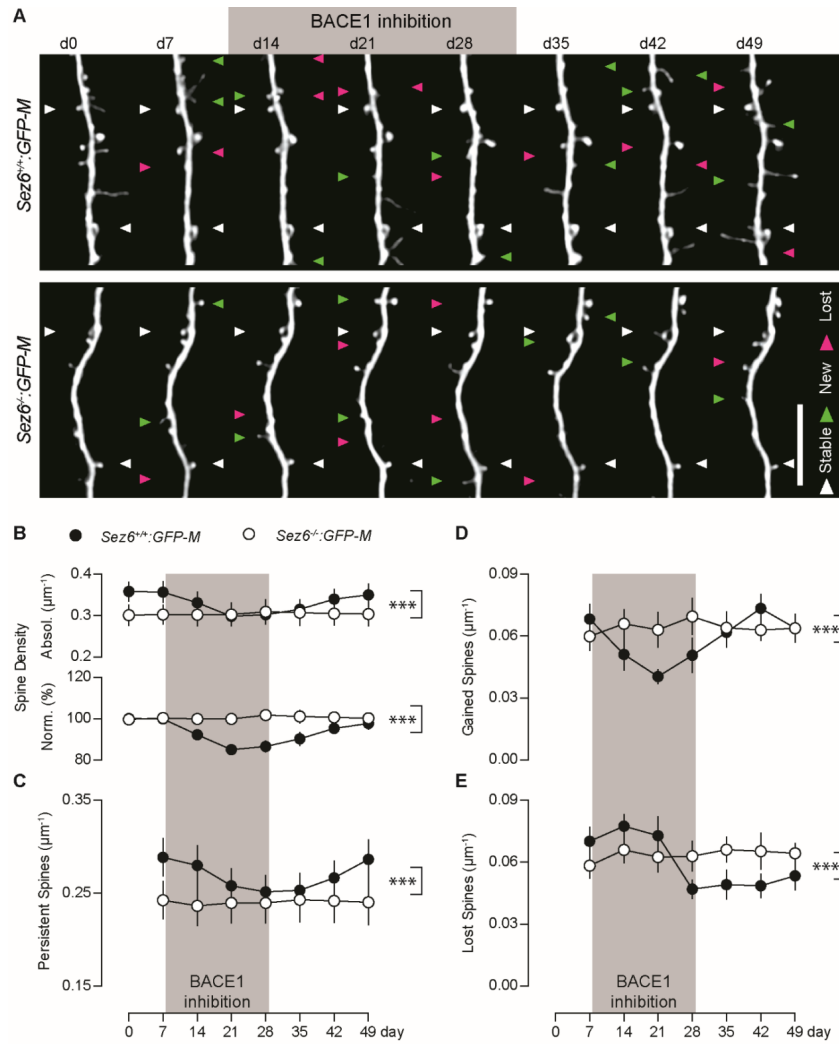 A
BACE1 inhibition
d0 d7 d14 d21 d28 d35 d42 d49
Sez6+/+:GFP-M
Sez6-/-:GFP-M
Stable New Lost
B
Sez6+/+:GFP-M Sez6-/-:GFP-M
Spine Density
Absol. (µm⁻¹)
0.4
0.3
0.2
***
Norm. (%)
120
100
80
***
C
Persistent Spines (µm⁻¹)
0.35
0.25
0.15
***
BACE1
inhibition
0 7 14 21 28 35 42 49 day
D
Gained Spines (µm⁻¹)
0.09
0.06
0.03
0.00
***
E
Lost Spines (µm⁻¹)
0.09
0.06
0.03
0.00
***
BACE1
inhibition
0 7 14 21 28 35 42 49 day